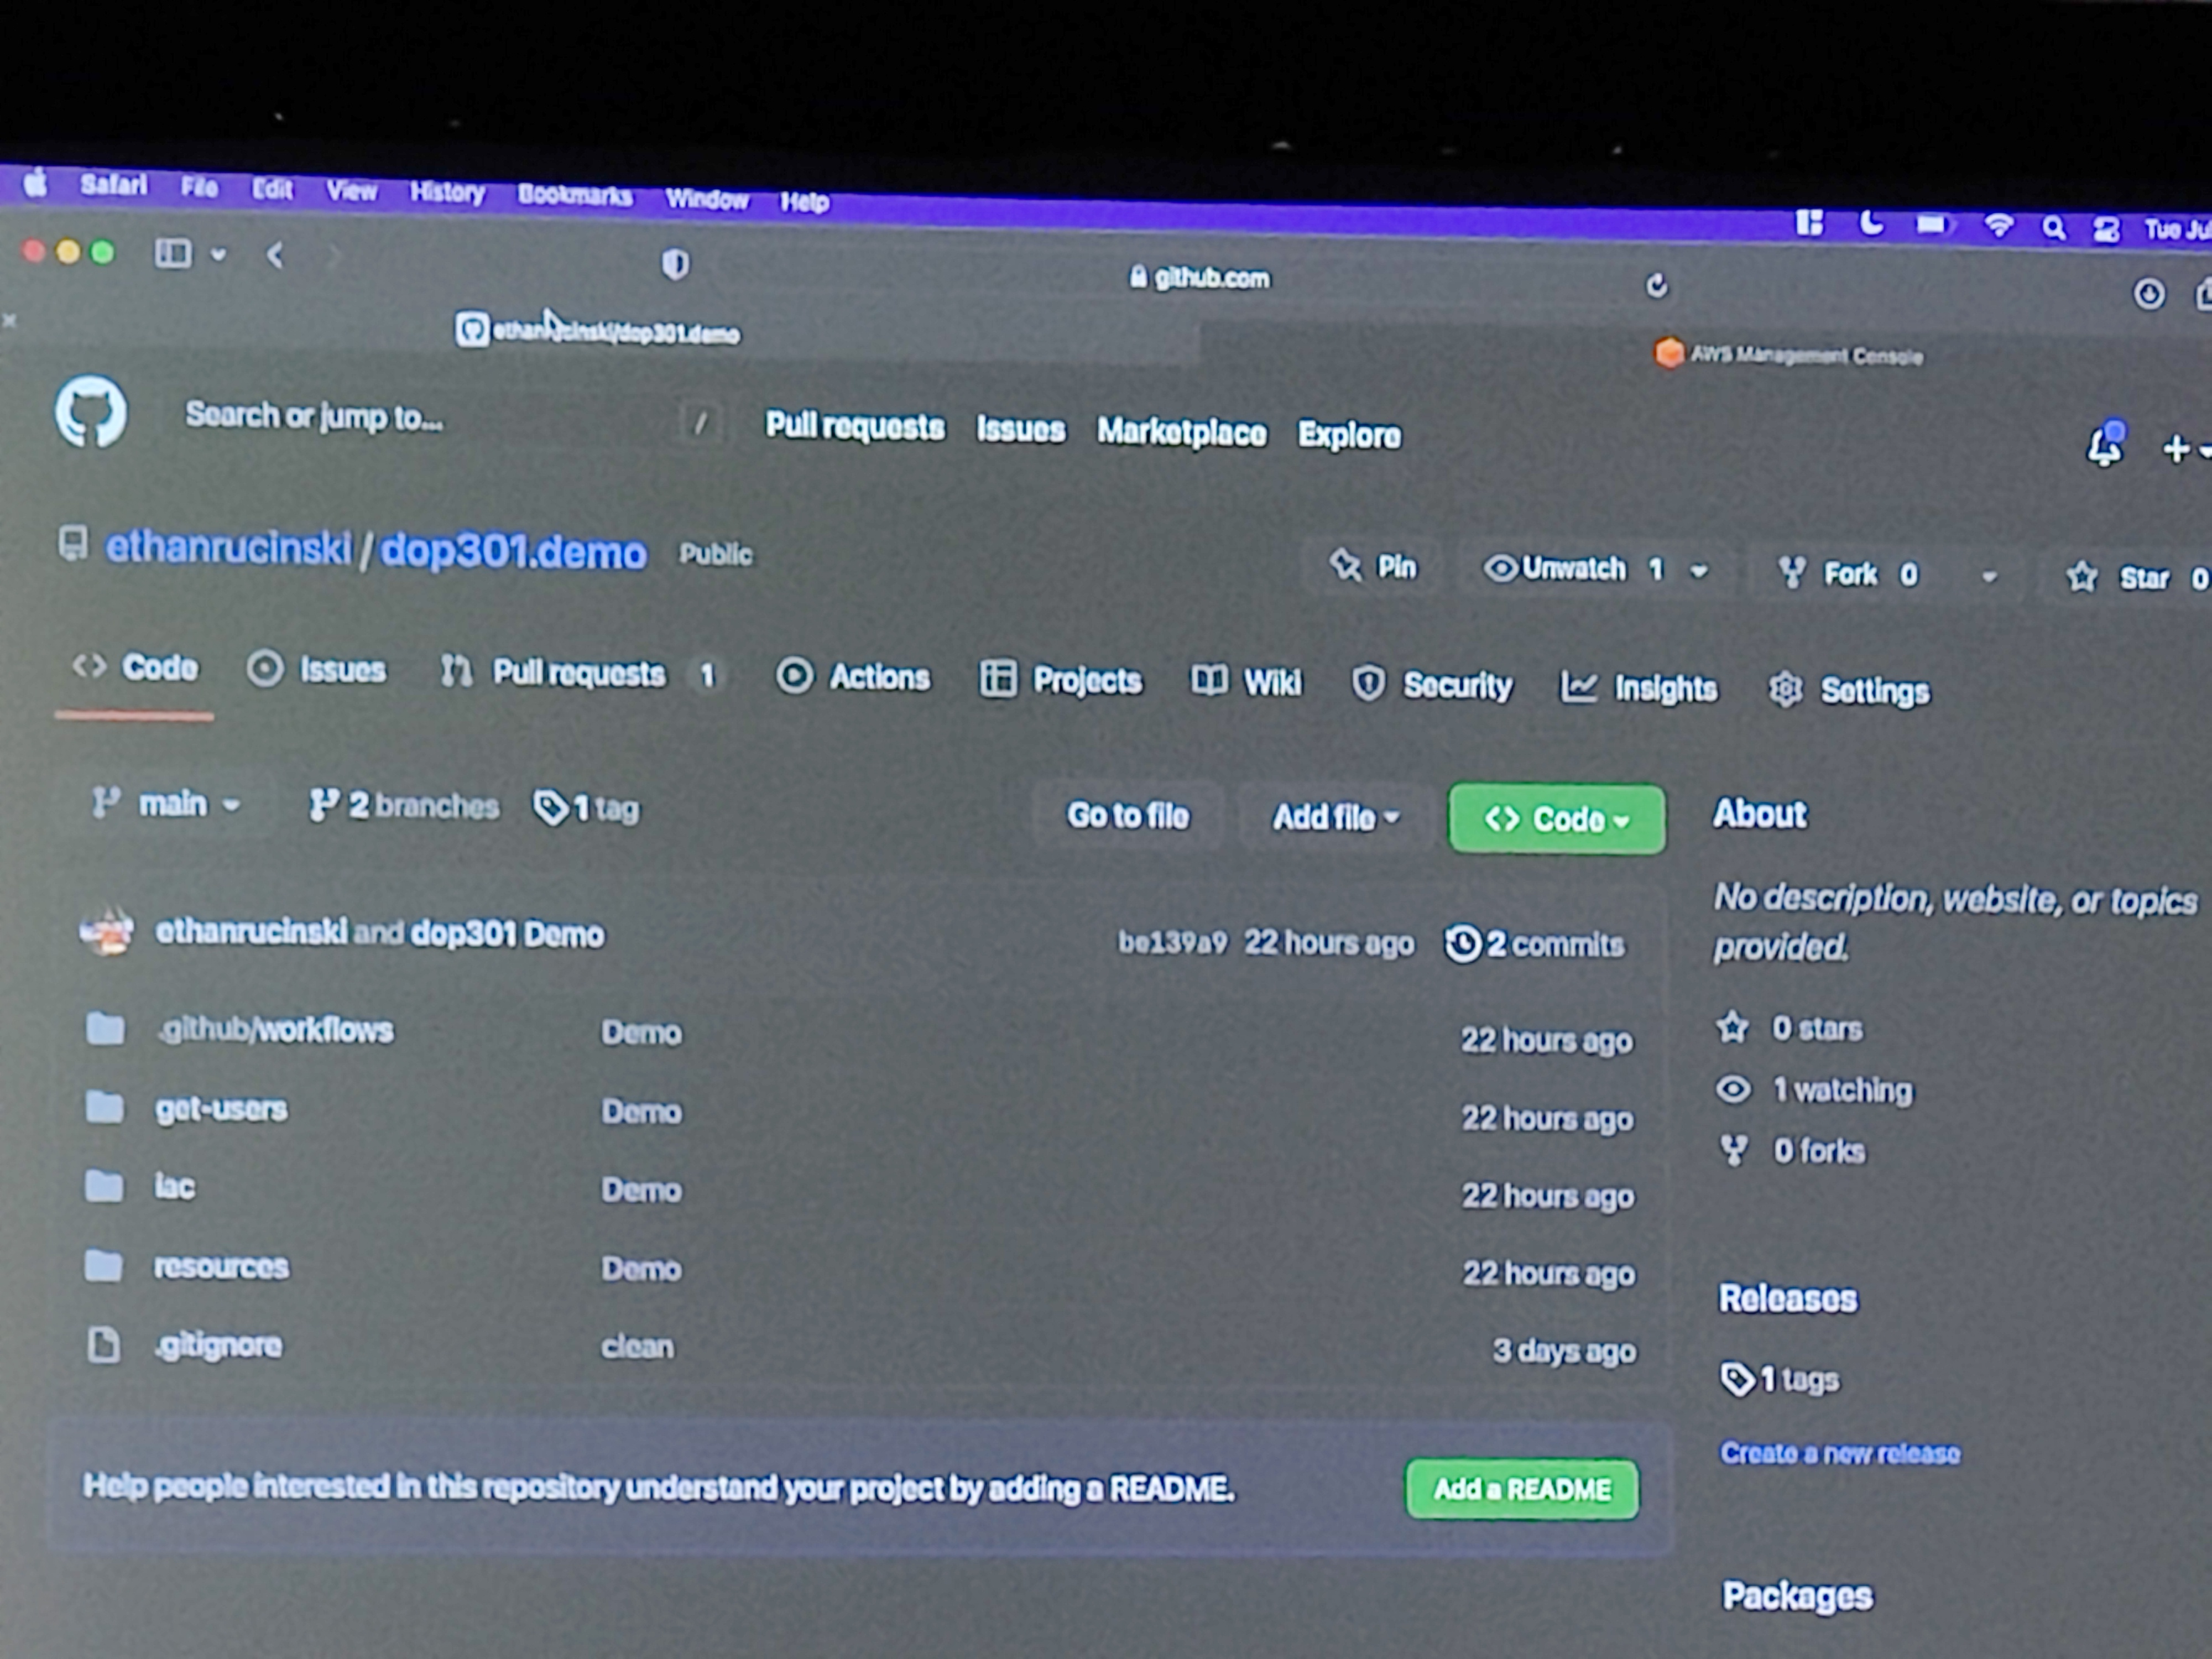 Safari File Edit View History Bookmarks Window Help Tue Jul
github.com
ethanrucinski/dop301.demo AWS Management Console
Search or jump to... / Pull requests Issues Marketplace Explore
ethanrucinski / dop301.demo Public Pin Unwatch 1 Fork 0 Star 0
Code Issues Pull requests 1 Actions Projects Wiki Security Insights Settings
main 2 branches 1 tag Go to file Add file Code
ethanrucinski and dop301 Demo be139a9 22 hours ago 2 commits
.github/workflows Demo 22 hours ago
get-users Demo 22 hours ago
iac Demo 22 hours ago
resources Demo 22 hours ago
.gitignore clean 3 days ago
Help people interested in this repository understand your project by adding a README. Add a README
About
No description, website, or topics
provided.
0 stars
1 watching
0 forks
Releases
1 tags
Create a new release
Packages